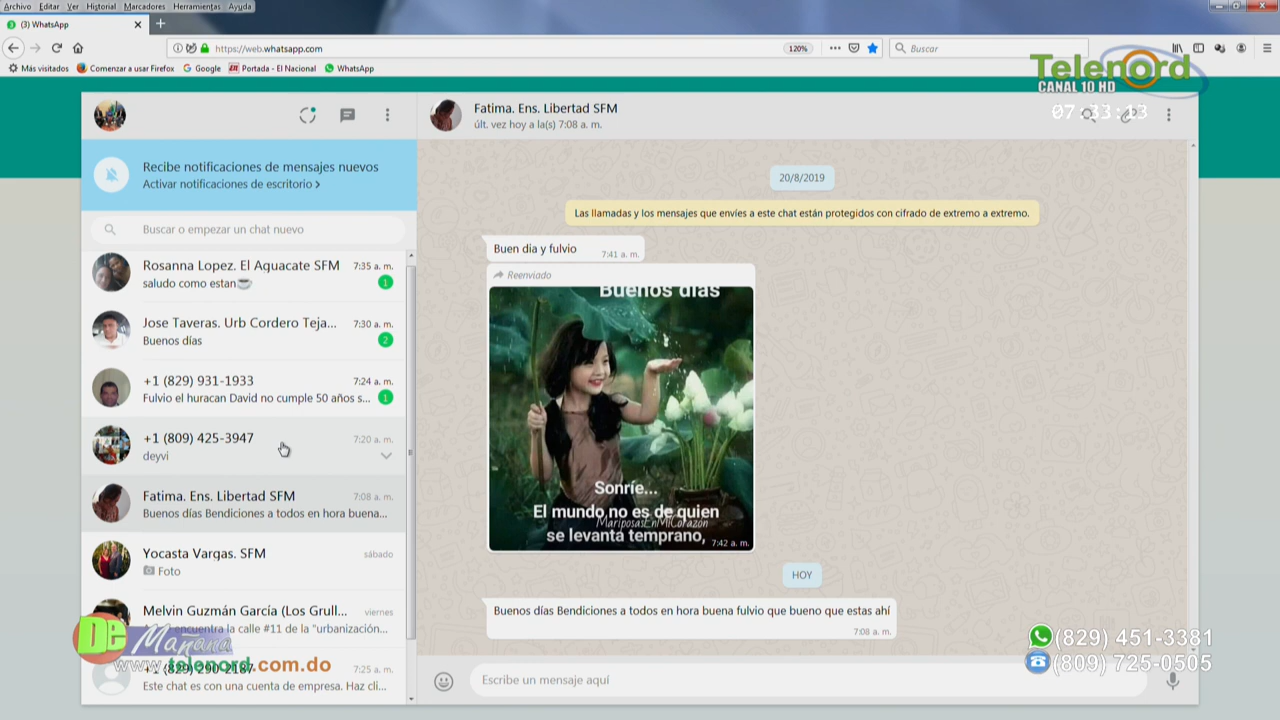 Archivo Editar Ver Historial Marcadores Herramientas Ayuda
(3) WhatsApp
https://web.whatsapp.com
120%
Buscar
Más visitados Comenzar a usar Firefox Google Portada - El Nacional WhatsApp
Telenord
CANAL 10 HD
07:33:13
Fatima. Ens. Libertad SFM
últ. vez hoy a la(s) 7:08 a. m.
Recibe notificaciones de mensajes nuevos
Activar notificaciones de escritorio >
Buscar o empezar un chat nuevo
Rosanna Lopez. El Aguacate SFM 7:35 a. m.
saludo como estan☕ 1
Jose Taveras. Urb Cordero Teja... 7:30 a. m.
Buenos días 2
+1 (829) 931-1933 7:24 a. m.
Fulvio el huracan David no cumple 50 años s... 1
+1 (809) 425-3947 7:20 a. m.
deyvi
Fatima. Ens. Libertad SFM 7:08 a. m.
Buenos días Bendiciones a todos en hora buena...
Yocasta Vargas. SFM sábado
Foto
Melvin Guzmán García (Los Grull... viernes
encuentra la calle #11 de la "urbanización...
+1 (829) 290-2187 7:25 a. m.
Este chat es con una cuenta de empresa. Haz cli...
20/8/2019
Las llamadas y los mensajes que envíes a este chat están protegidos con cifrado de extremo a extremo.
Buen dia y fulvio 7:41 a. m.
Reenviado
Buenos días
Sonríe...
El mundo no es de quien
MariposasEnMiCorazón
se levanta temprano, 7:42 a. m.
HOY
Buenos días Bendiciones a todos en hora buena fulvio que bueno que estas ahí
7:08 a. m.
Escribe un mensaje aquí
De Mañana
www.telenord.com.do
(829) 451-3381
(809) 725-0505